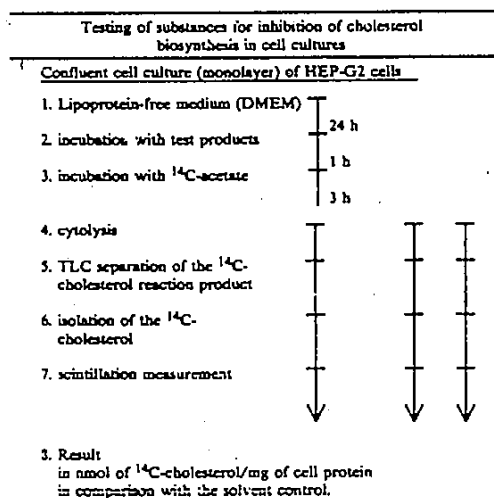 Testing of substances for inhibition of cholesterol
biosynthesis in cell cultures
Confluent cell culture (monolayer) of HEP-G2 cells
1. Lipoprotein-free medium (DMEM)
24 h
2. incubation with test products
1 h
3. incubation with ¹⁴C-acetate
3 h
4. cytolysis
5. TLC separation of the ¹⁴C-
cholesterol reaction product
6. isolation of the ¹⁴C-
cholesterol
7. scintillation measurement
3. Result
in nmol of ¹⁴C-cholesterol/mg of cell protein
in comparison with the solvent control.